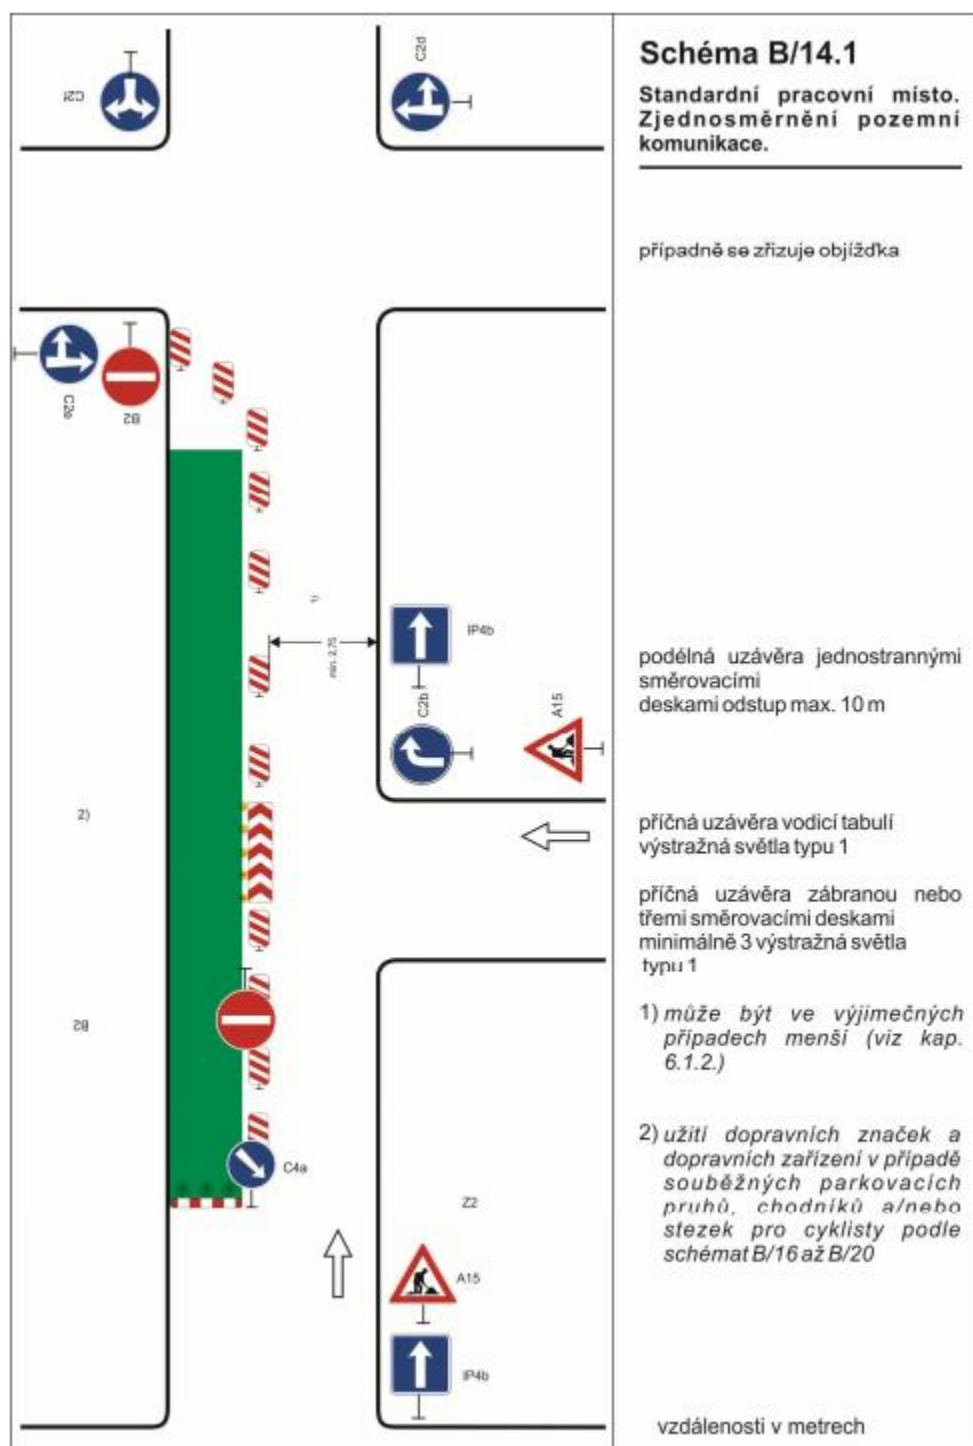 Schéma B/14.1
Standardní pracovní místo.
Zjednosměrnění pozemní
komunikace.
případně se zřizuje objížďka
podélná uzávěra jednostrannými
směrovacími
deskami odstup max. 10 m
příčná uzávěra vodicí tabulí
výstražná světla typu 1
příčná uzávěra zábranou nebo
třemi směrovacími deskami
minimálně 3 výstražná světla
typu 1
1) může být ve výjimečných
případech menší (viz kap.
6.1.2.)
2) užití dopravních značek a
dopravních zařízení v případě
souběžných parkovacích
pruhů, chodníků a/nebo
stezek pro cyklisty podle
schémat B/16 až B/20
vzdálenosti v metrech
C2f
C2d
C2e
B2
1)
min. 2,75
IP4b
C2b
A15
2)
B2
C4a
Z2
A15
IP4b